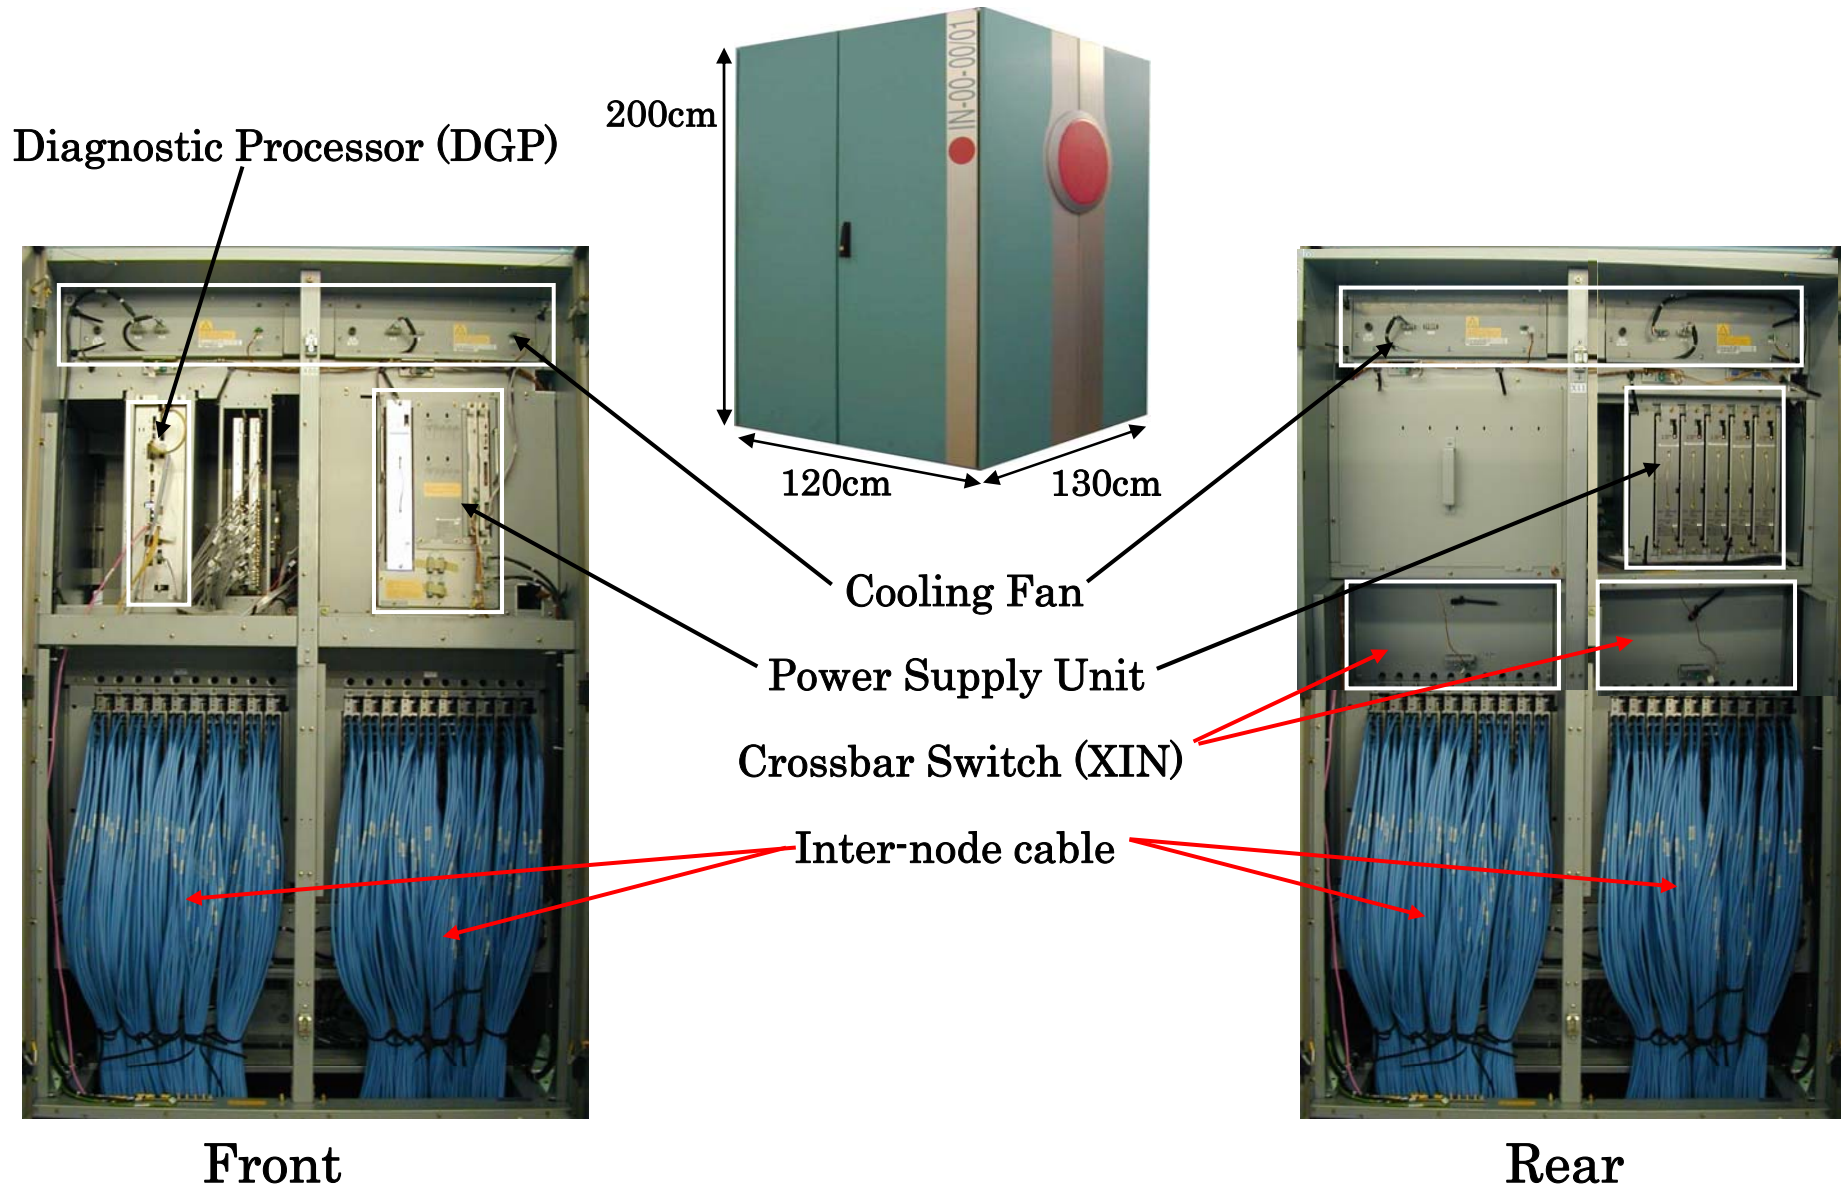 IN-00-00/01
200cm
Diagnostic Processor (DGP)
120cm
130cm
Cooling Fan
Power Supply Unit
Crossbar Switch (XIN)
Inter-node cable
Front
Rear